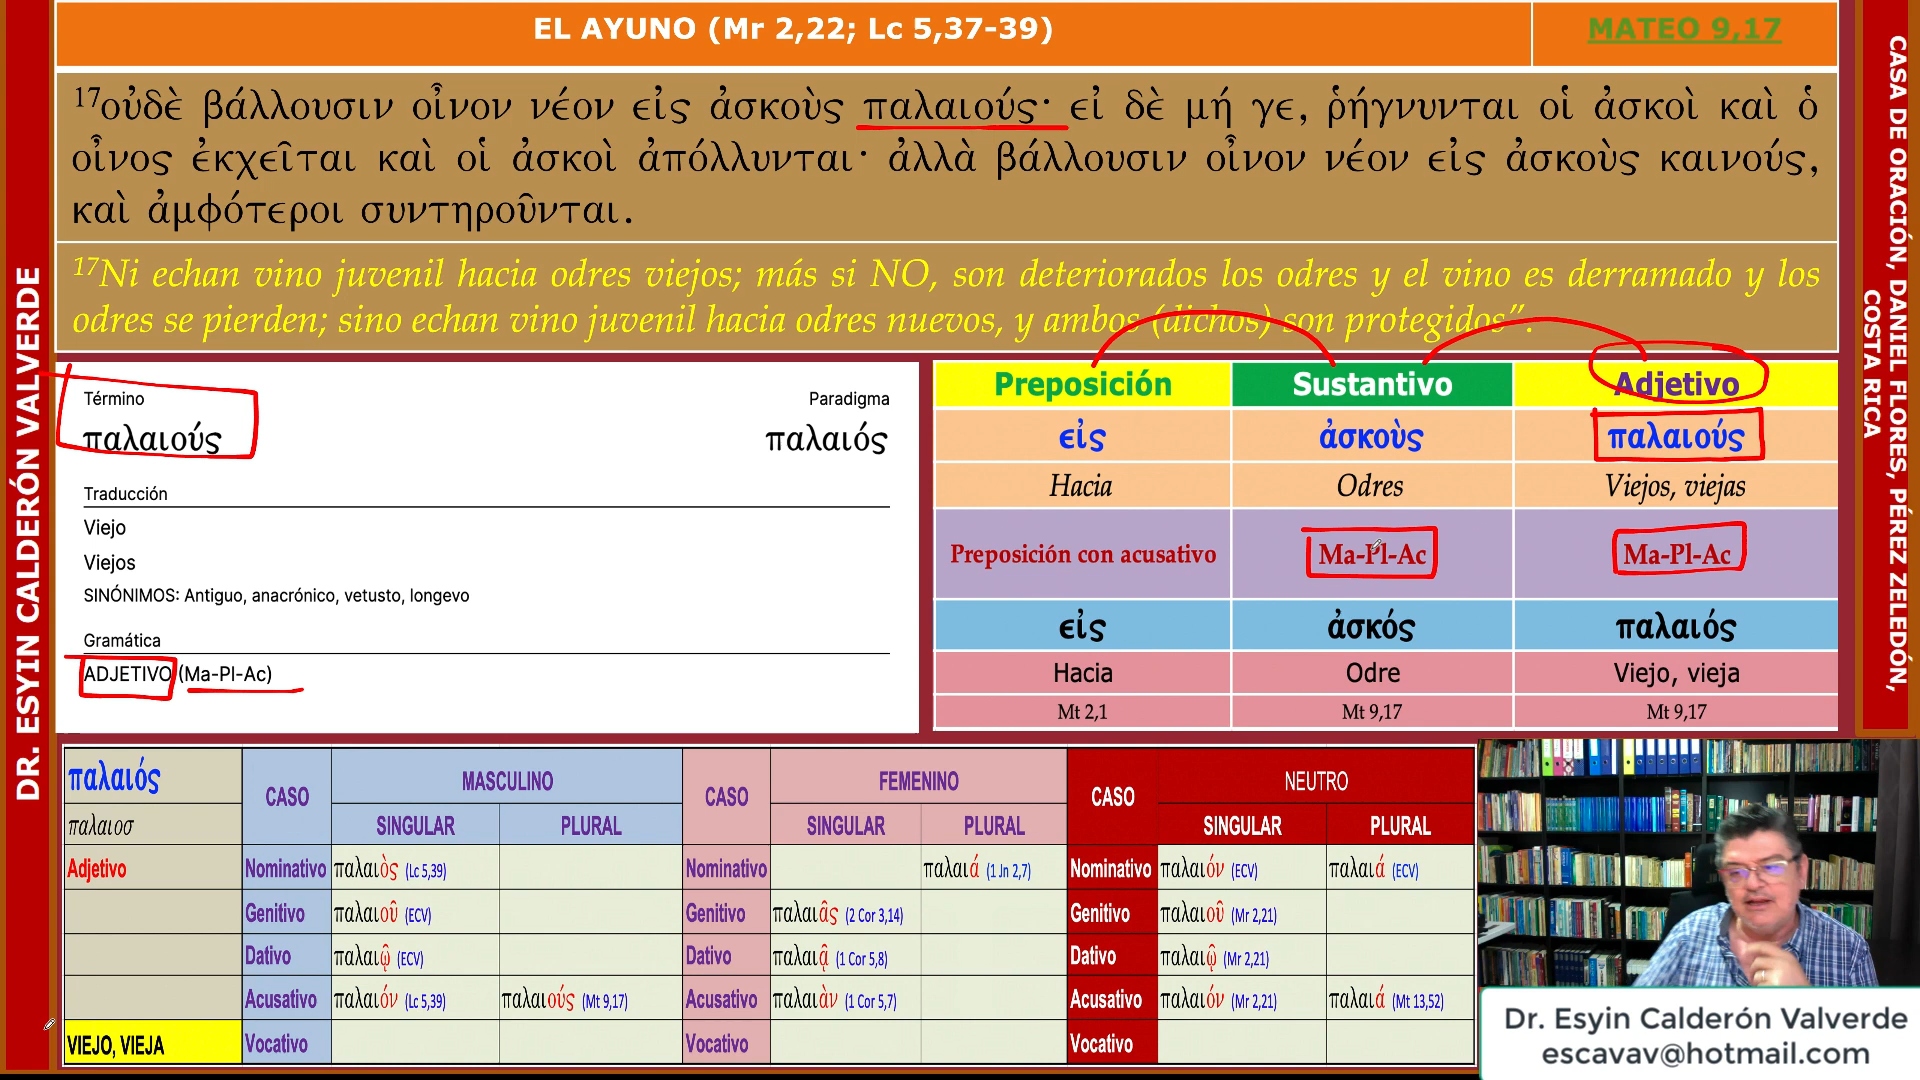 EL AYUNO (Mr 2,22; Lc 5,37-39)
MATEO 9,17
DR. ESYIN CALDERÓN VALVERDE
CASA DE ORACIÓN, DANIEL FLORES, PÉREZ ZELEDÓN,
COSTA RICA
¹⁷οὐδὲ βάλλουσιν οἶνον νέον εἰς ἀσκοὺς παλαιούς· εἰ δὲ μή γε, ῥήγνυνται οἱ ἀσκοὶ καὶ ὁ
οἶνος ἐκχεῖται καὶ οἱ ἀσκοὶ ἀπόλλυνται· ἀλλὰ βάλλουσιν οἶνον νέον εἰς ἀσκοὺς καινούς,
καὶ ἀμφότεροι συντηροῦνται.
¹⁷Ni echan vino juvenil hacia odres viejos; más si NO, son deteriorados los odres y el vino es derramado y los
odres se pierden; sino echan vino juvenil hacia odres nuevos, y ambos (dichos) son protegidos”.
Término Paradigma
παλαιούς παλαιός
Traducción
Viejo
Viejos
SINÓNIMOS: Antiguo, anacrónico, vetusto, longevo
Gramática
ADJETIVO (Ma-Pl-Ac)
Preposición Sustantivo Adjetivo
εἰς ἀσκοὺς παλαιούς
Hacia Odres Viejos, viejas
Preposición con acusativo Ma-Pl-Ac Ma-Pl-Ac
εἰς ἀσκός παλαιός
Hacia Odre Viejo, vieja
Mt 2,1 Mt 9,17 Mt 9,17
παλαιός CASO MASCULINO CASO FEMENINO CASO NEUTRO
παλαιοσ SINGULAR PLURAL SINGULAR PLURAL SINGULAR PLURAL
Adjetivo Nominativo παλαιὸς (Lc 5,39) Nominativo παλαιά (1 Jn 2,7) Nominativo παλαιόν (ECV) παλαιά (ECV)
Genitivo παλαιοῦ (ECV) Genitivo παλαιᾶς (2 Cor 3,14) Genitivo παλαιοῦ (Mr 2,21)
Dativo παλαιῷ (ECV) Dativo παλαιᾷ (1 Cor 5,8) Dativo παλαιῷ (Mr 2,21)
Acusativo παλαιόν (Lc 5,39) παλαιούς (Mt 9,17) Acusativo παλαιὰν (1 Cor 5,7) Acusativo παλαιόν (Mr 2,21) παλαιά (Mt 13,52)
VIEJO, VIEJA Vocativo Vocativo Vocativo
Dr. Esyin Calderón Valverde
escavav@hotmail.com